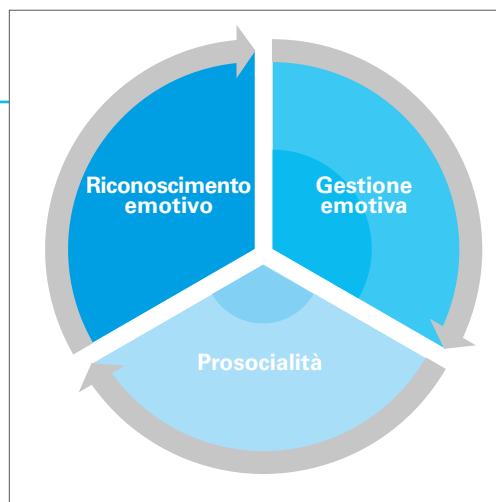 Riconoscimento
emotivo
Gestione
emotiva
Prosocialità